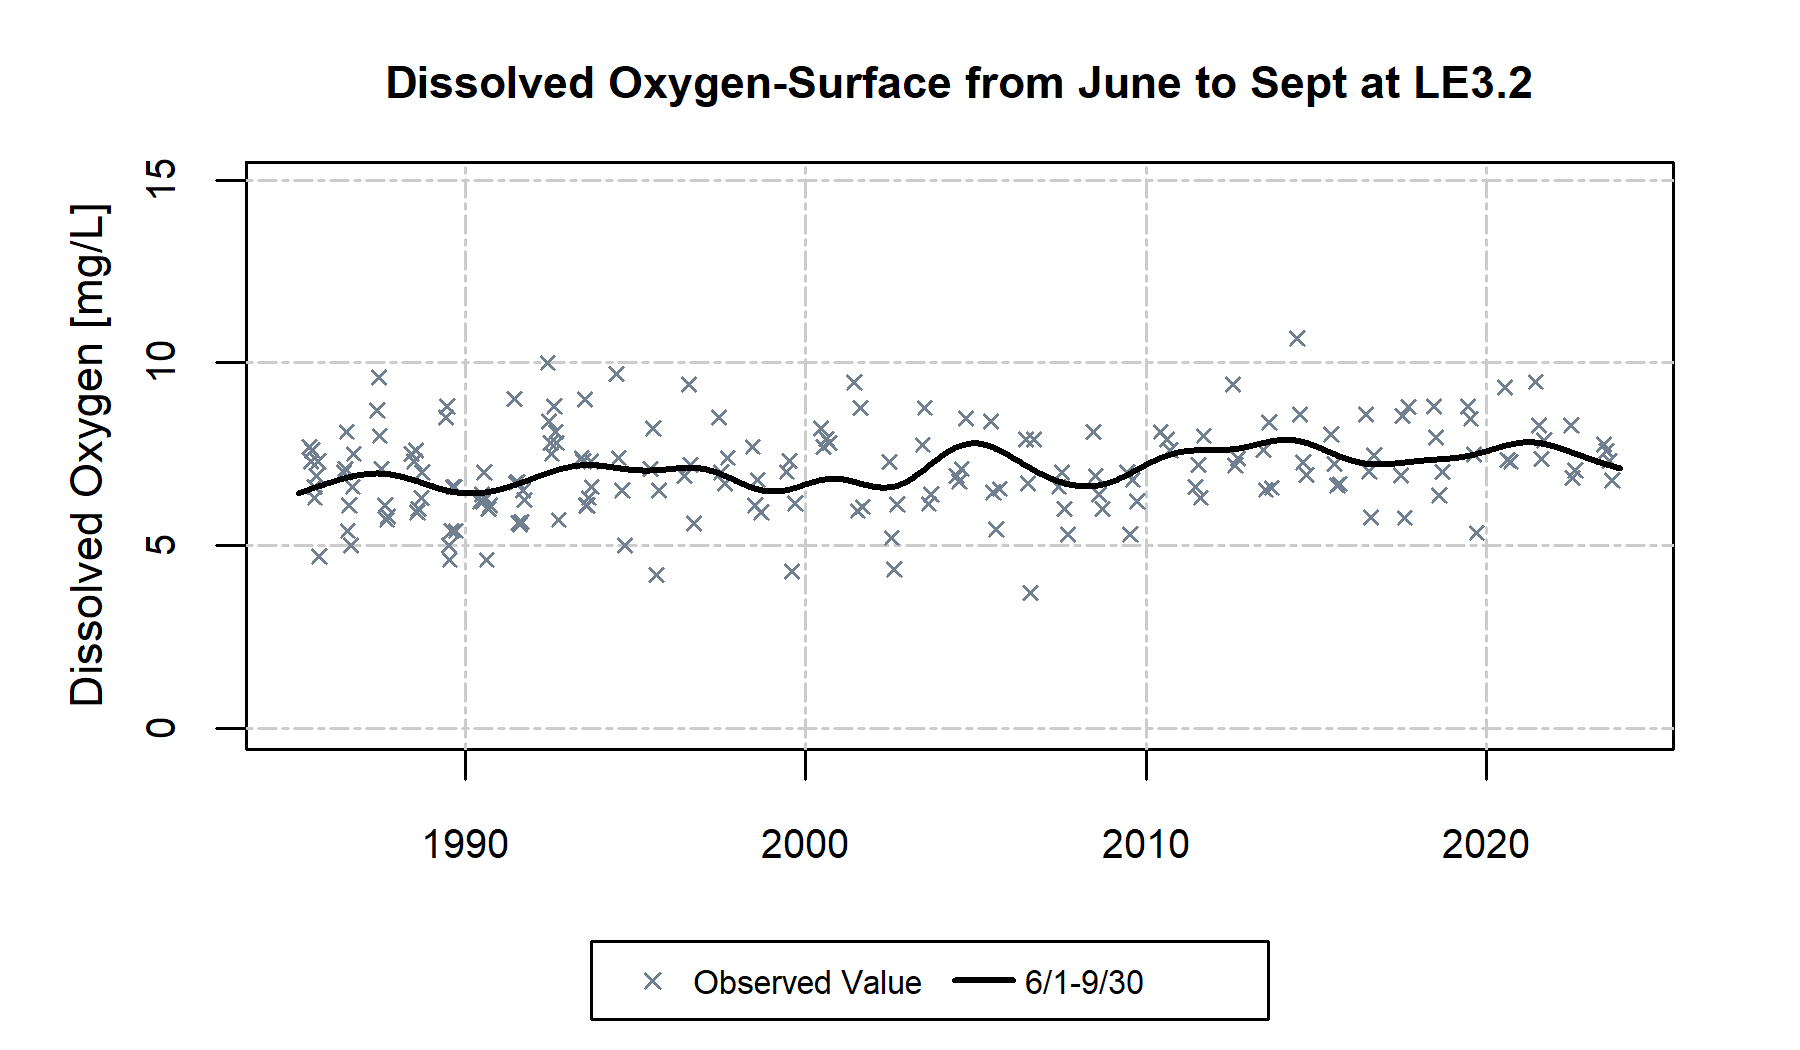 Dissolved Oxygen-Surface from June to Sept at LE3.2
Dissolved Oxygen [mg/L]
15
10
5
0
1990 2000 2010 2020
Observed Value 6/1-9/30